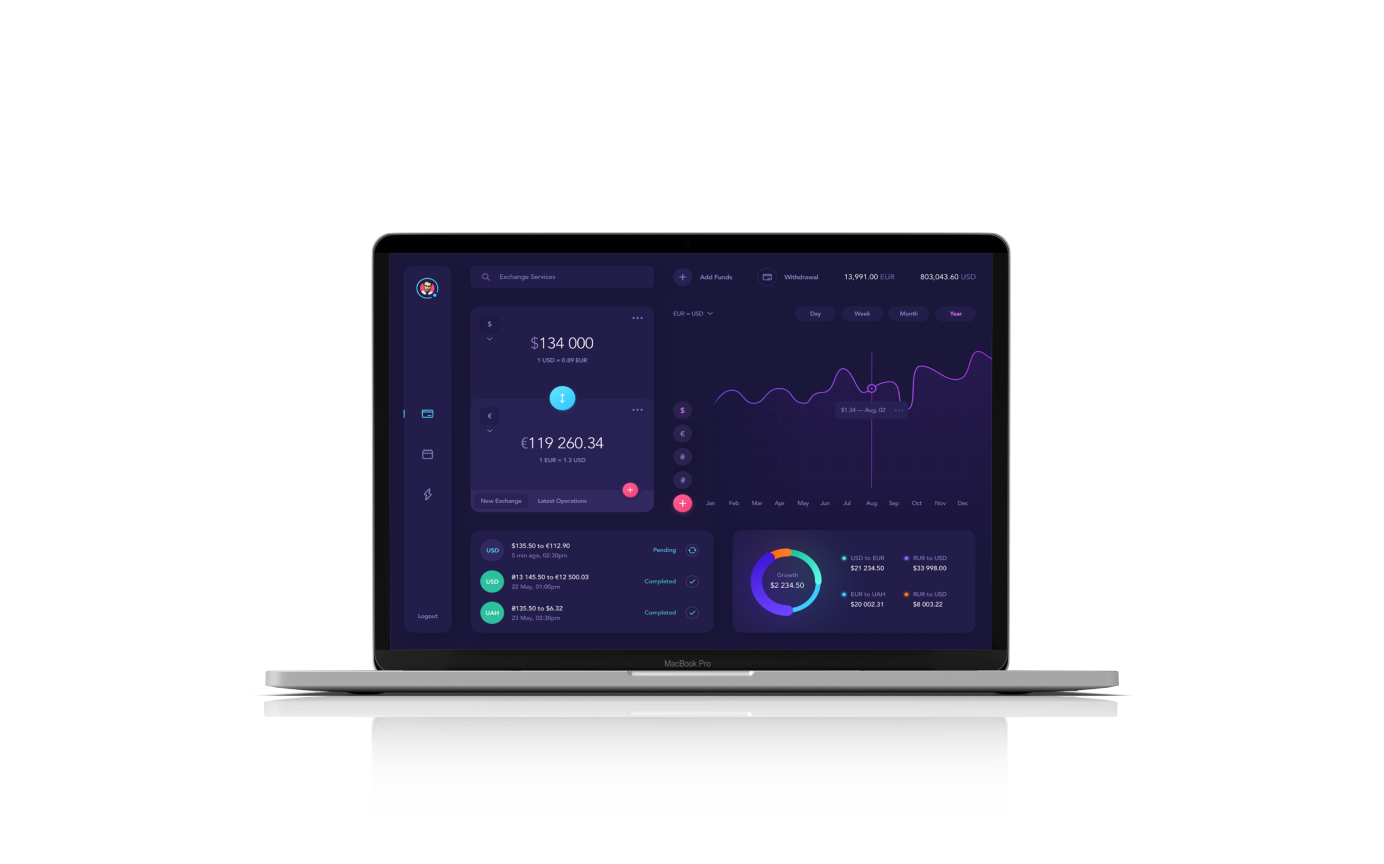 Exchange Services
Add Funds
Withdrawal
13,991.00 EUR
803,043.60 USD
$
$134 000
1 USD = 0.89 EUR
€
€119 260.34
1 EUR = 1.3 USD
New Exchange
Latest Operations
EUR – USD
Day
Week
Month
Year
$1.34 — Aug, 02
$
€
₴
₴
Jan Feb Mar Apr May Jun Jul Aug Sep Oct Nov Dec
USD
$135.50 to €112.90
5 min ago, 02:30pm
Pending
USD
₴13 145.50 to €12 500.03
22 May, 01:00pm
Completed
UAH
₴135.50 to $6.32
23 May, 02:30pm
Completed
Growth
$2 234.50
USD to EUR
$21 234.50
RUR to USD
$33 998.00
EUR to UAH
$20 002.31
RUR to USD
$8 003.22
Logout
MacBook Pro